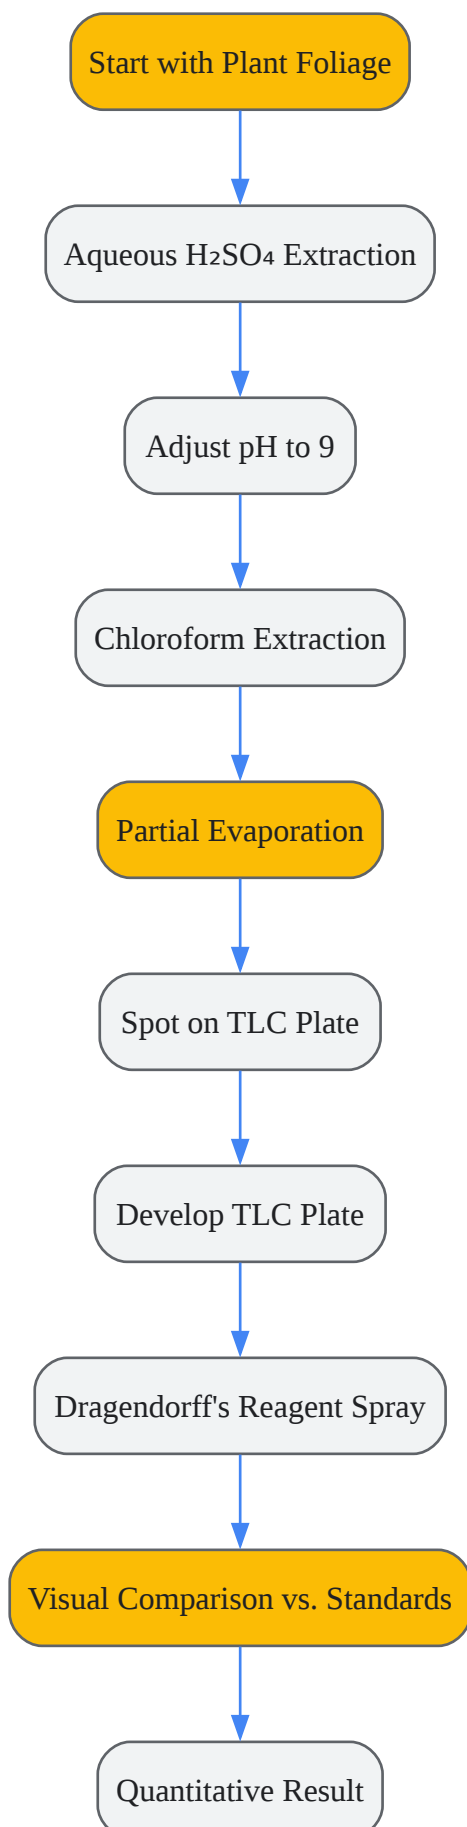 Start with Plant Foliage
Aqueous H₂SO₄ Extraction
Adjust pH to 9
Chloroform Extraction
Partial Evaporation
Spot on TLC Plate
Develop TLC Plate
Dragendorff's Reagent Spray
Visual Comparison vs. Standards
Quantitative Result